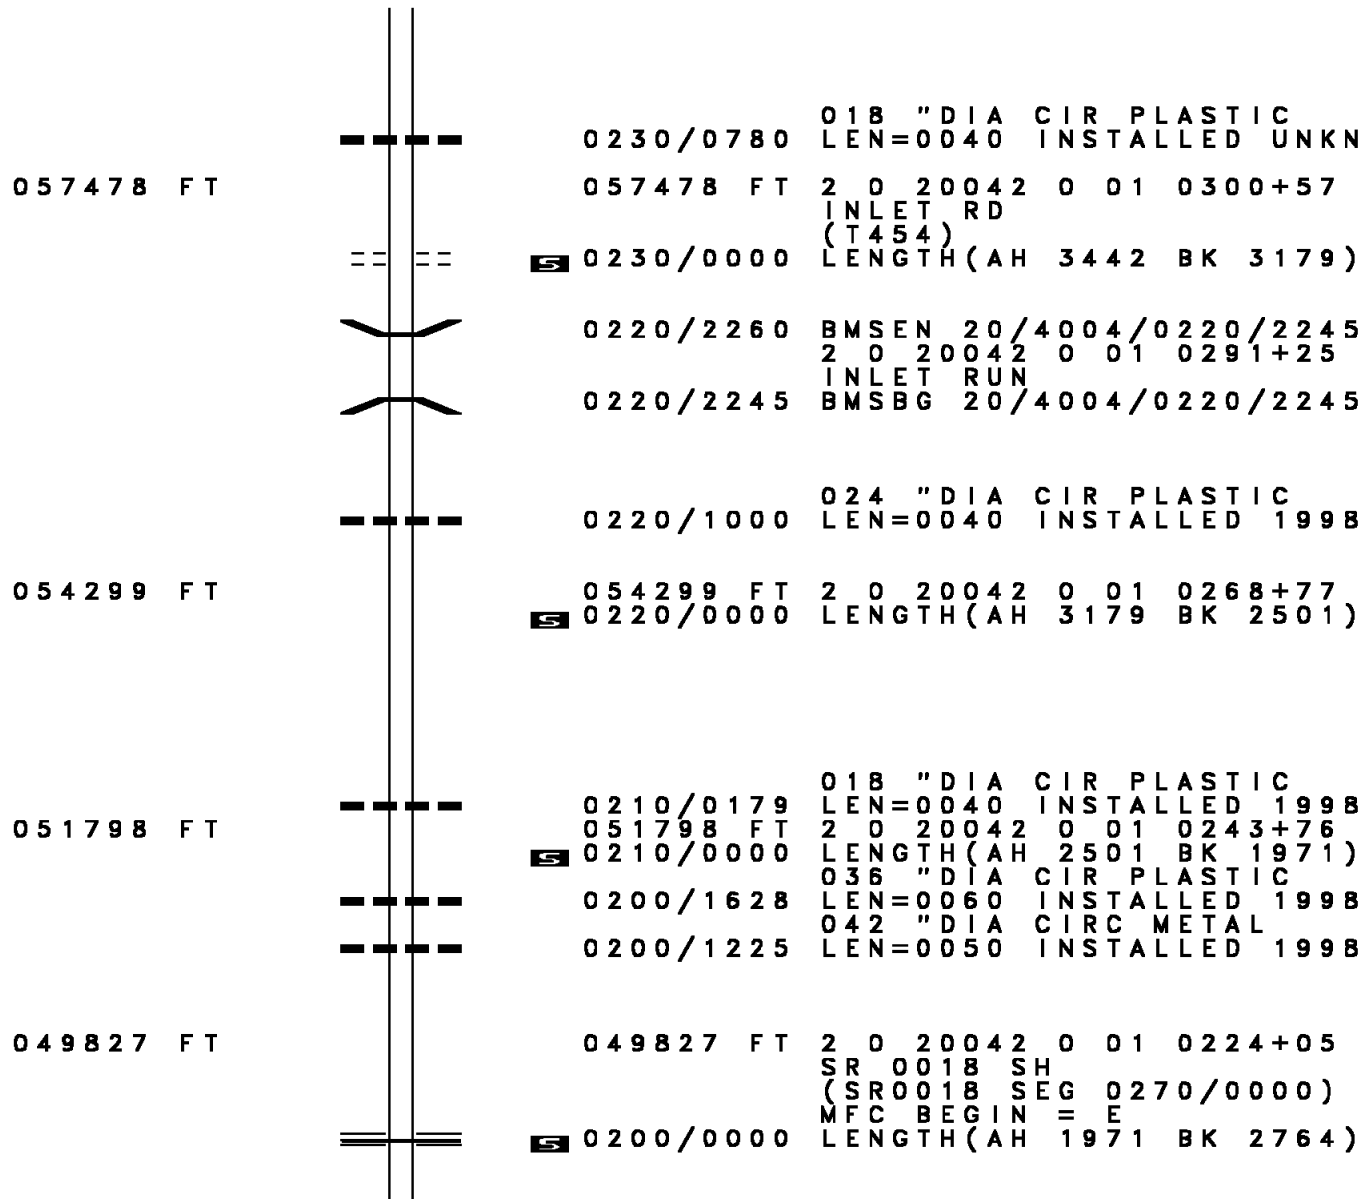 018 "DIA CIR PLASTIC
0230/0780 LEN=0040 INSTALLED UNKN
057478 FT 057478 FT 2 0 20042 0 01 0300+57
INLET RD
(T454)
S 0230/0000 LENGTH(AH 3442 BK 3179)
0220/2260 BMSEN 20/4004/0220/2245
2 0 20042 0 01 0291+25
INLET RUN
0220/2245 BMSBG 20/4004/0220/2245
024 "DIA CIR PLASTIC
0220/1000 LEN=0040 INSTALLED 1998
054299 FT 054299 FT 2 0 20042 0 01 0268+77
S 0220/0000 LENGTH(AH 3179 BK 2501)
018 "DIA CIR PLASTIC
0210/0179 LEN=0040 INSTALLED 1998
051798 FT 051798 FT 2 0 20042 0 01 0243+76
S 0210/0000 LENGTH(AH 2501 BK 1971)
036 "DIA CIR PLASTIC
0200/1628 LEN=0060 INSTALLED 1998
042 "DIA CIRC METAL
0200/1225 LEN=0050 INSTALLED 1998
049827 FT 049827 FT 2 0 20042 0 01 0224+05
SR 0018 SH
(SR0018 SEG 0270/0000)
MFC BEGIN = E
S 0200/0000 LENGTH(AH 1971 BK 2764)